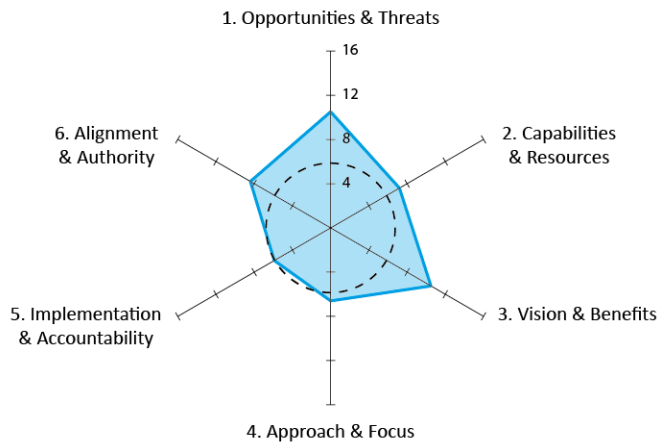 1. Opportunities & Threats
16
12
8
4
6. Alignment
& Authority
2. Capabilities
& Resources
5. Implementation
& Accountability
3. Vision & Benefits
4. Approach & Focus